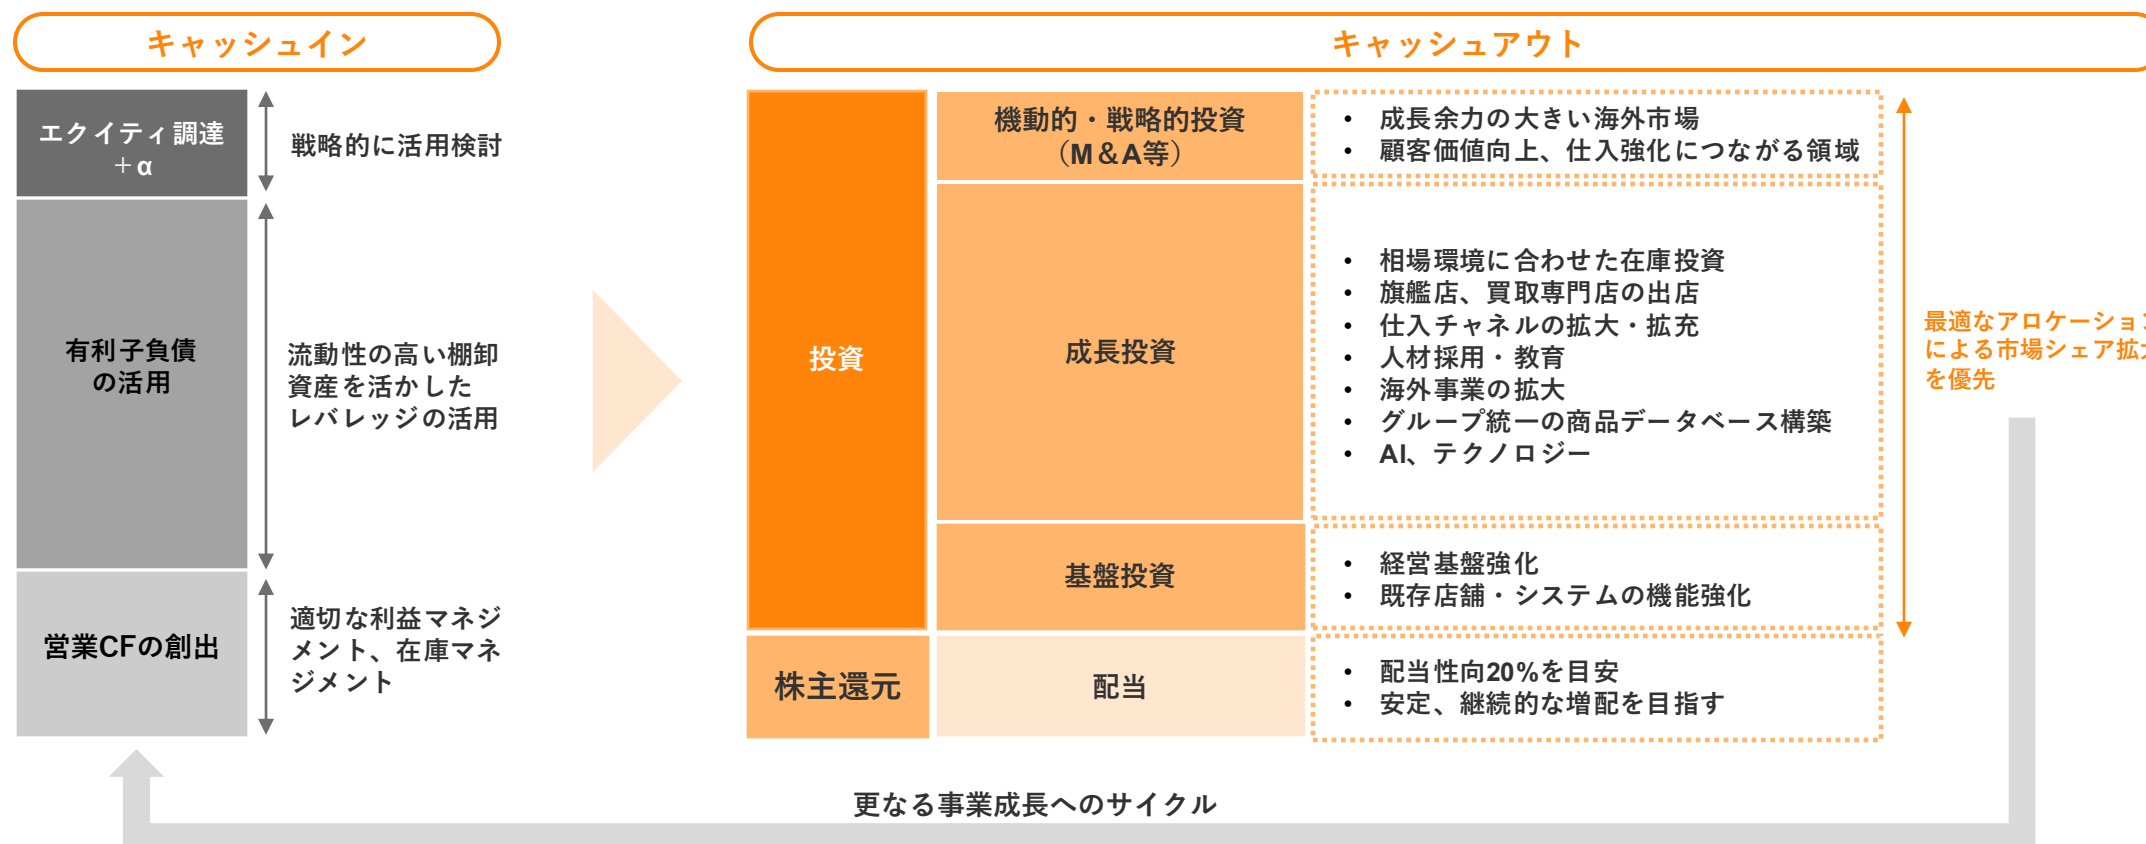 キャッシュイン
エクイティ調達
＋α
戦略的に活用検討
有利子負債
の活用
流動性の高い棚卸
資産を活かした
レバレッジの活用
営業CFの創出
適切な利益マネジ
メント、在庫マネ
ジメント
キャッシュアウト
投資
機動的・戦略的投資
（M＆A等）
• 成長余力の大きい海外市場
• 顧客価値向上、仕入強化につながる領域
成長投資
• 相場環境に合わせた在庫投資
• 旗艦店、買取専門店の出店
• 仕入チャネルの拡大・拡充
• 人材採用・教育
• 海外事業の拡大
• グループ統一の商品データベース構築
• AI、テクノロジー
基盤投資
• 経営基盤強化
• 既存店舗・システムの機能強化
株主還元
配当
• 配当性向20%を目安
• 安定、継続的な増配を目指す
最適なアロケーション
による市場シェア拡大
を優先
更なる事業成長へのサイクル